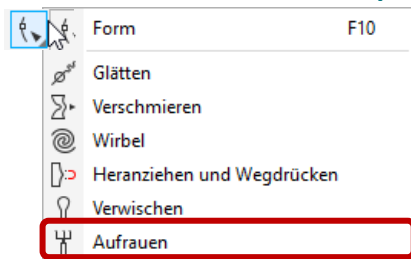 Form F10
Glätten
Verschmieren
Wirbel
Heranziehen und Wegdrücken
Verwischen
Aufrauen